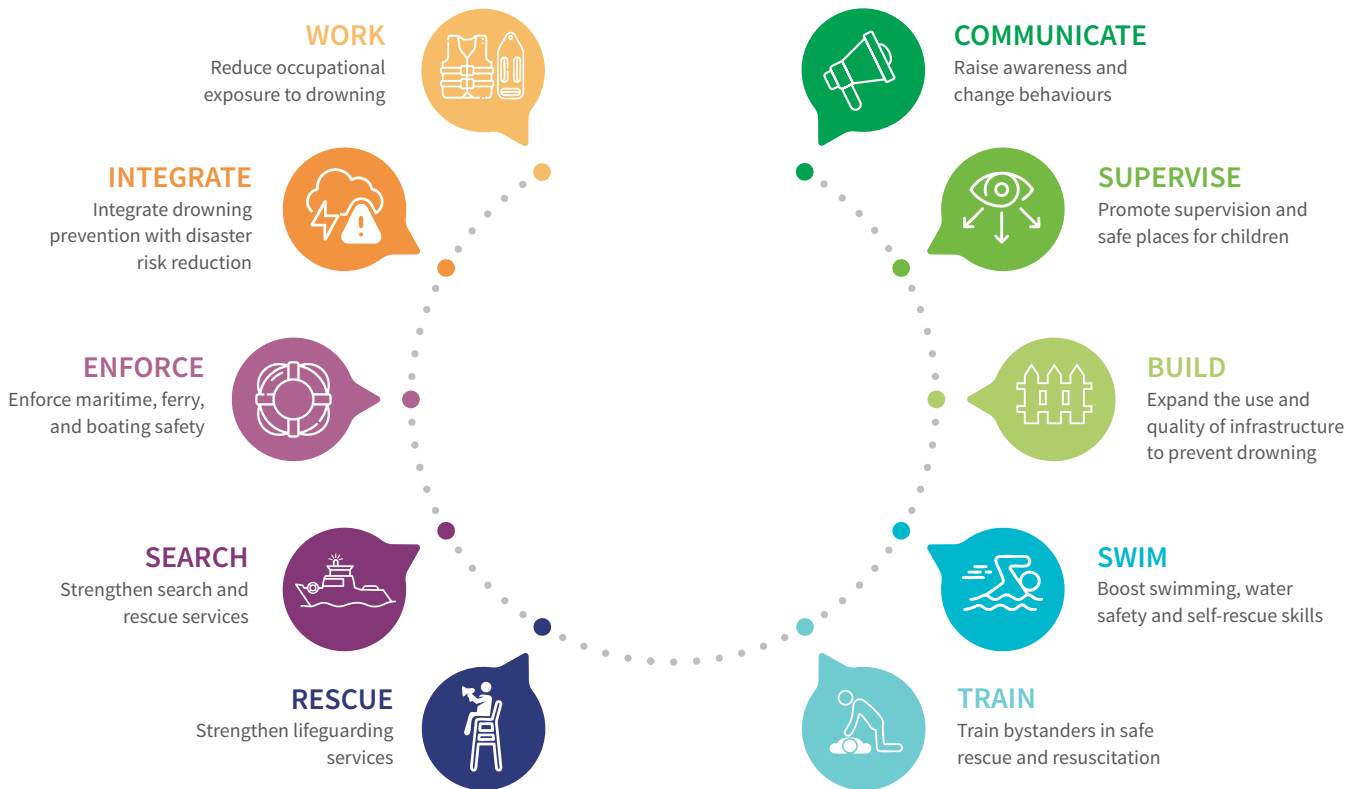 WORK
Reduce occupational
exposure to drowning
COMMUNICATE
Raise awareness and
change behaviours
INTEGRATE
Integrate drowning
prevention with disaster
risk reduction
SUPERVISE
Promote supervision and
safe places for children
ENFORCE
Enforce maritime, ferry,
and boating safety
BUILD
Expand the use and
quality of infrastructure
to prevent drowning
SEARCH
Strengthen search and
rescue services
SWIM
Boost swimming, water
safety and self-rescue skills
RESCUE
Strengthen lifeguarding
services
TRAIN
Train bystanders in safe
rescue and resuscitation